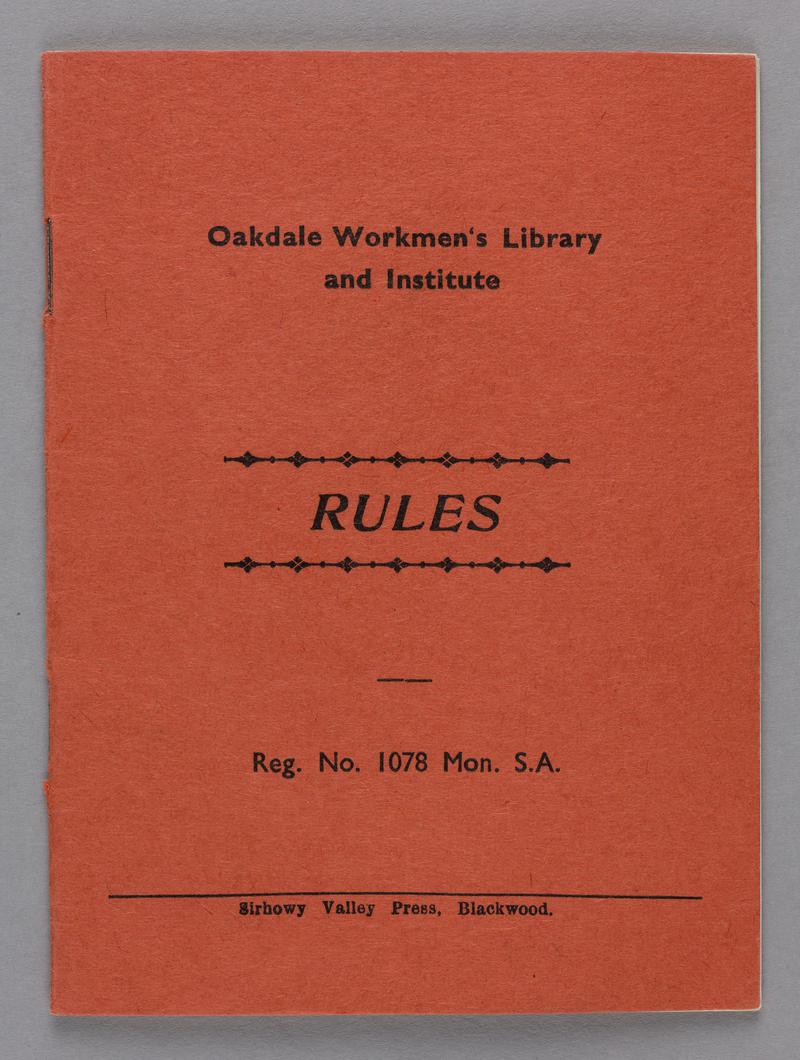 Oakdale Workmen‘s Library
and Institute
RULES
Reg. No. 1078 Mon. S.A.
Sirhowy Valley Press, Blackwood.